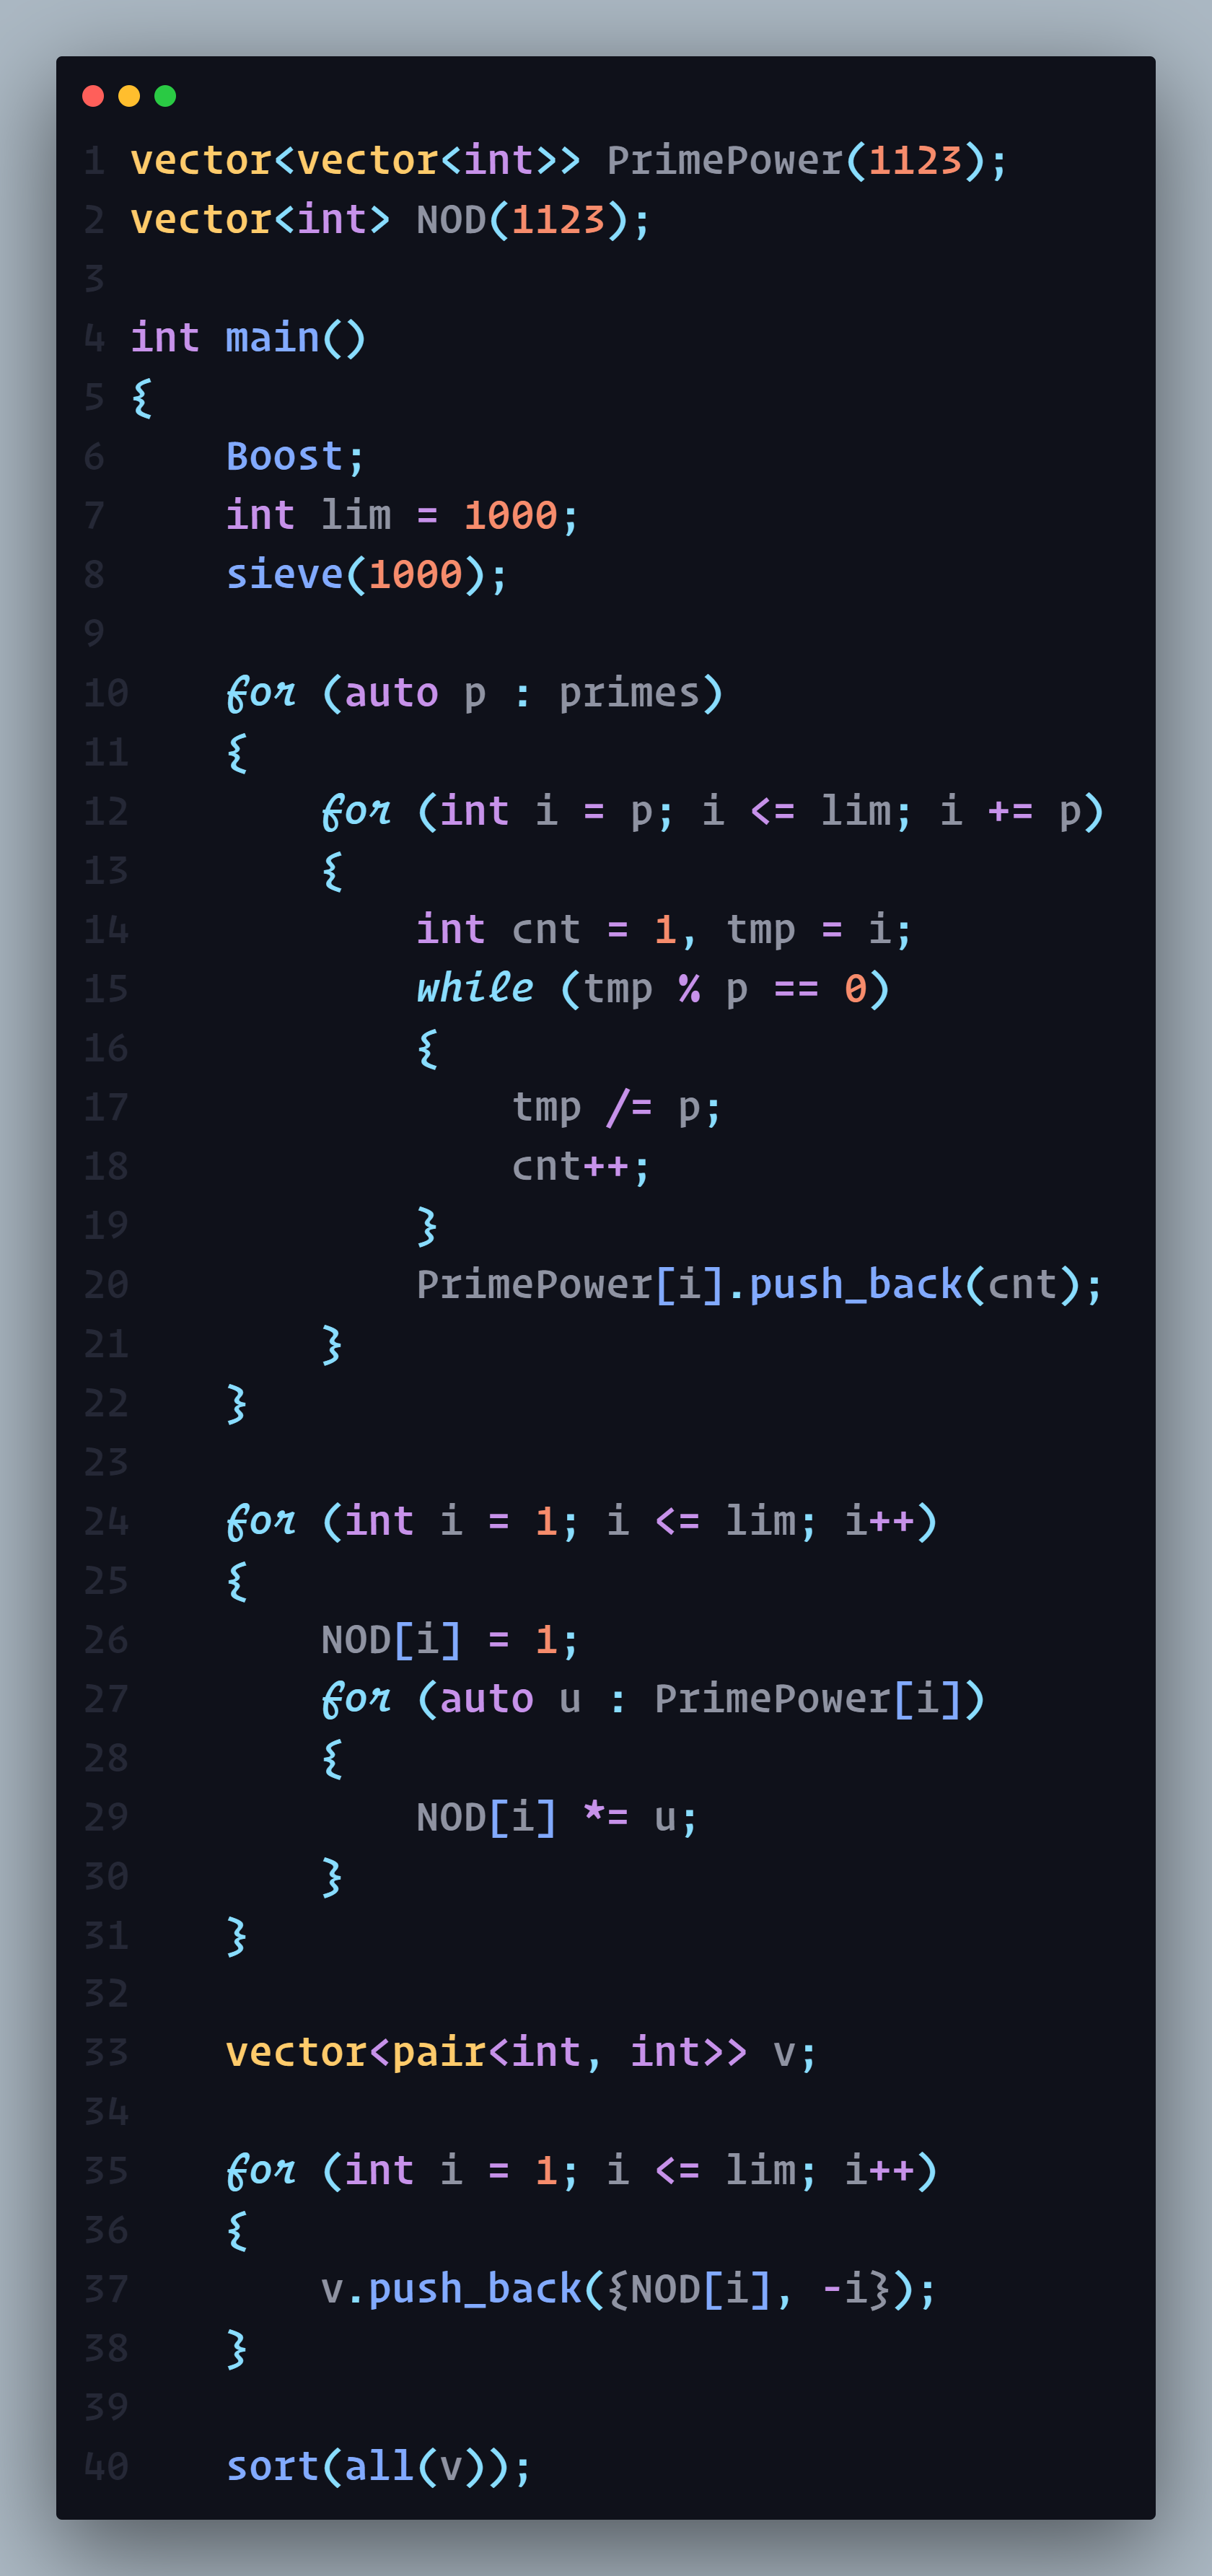 1 vector<vector<int>> PrimePower(1123);
2 vector<int> NOD(1123);
3
4 int main()
5 {
6     Boost;
7     int lim = 1000;
8     sieve(1000);
9
10     for (auto p : primes)
11     {
12         for (int i = p; i <= lim; i += p)
13         {
14             int cnt = 1, tmp = i;
15             while (tmp % p == 0)
16             {
17                 tmp /= p;
18                 cnt++;
19             }
20             PrimePower[i].push_back(cnt);
21         }
22     }
23
24     for (int i = 1; i <= lim; i++)
25     {
26         NOD[i] = 1;
27         for (auto u : PrimePower[i])
28         {
29             NOD[i] *= u;
30         }
31     }
32
33     vector<pair<int, int>> v;
34
35     for (int i = 1; i <= lim; i++)
36     {
37         v.push_back({NOD[i], -i});
38     }
39
40     sort(all(v));